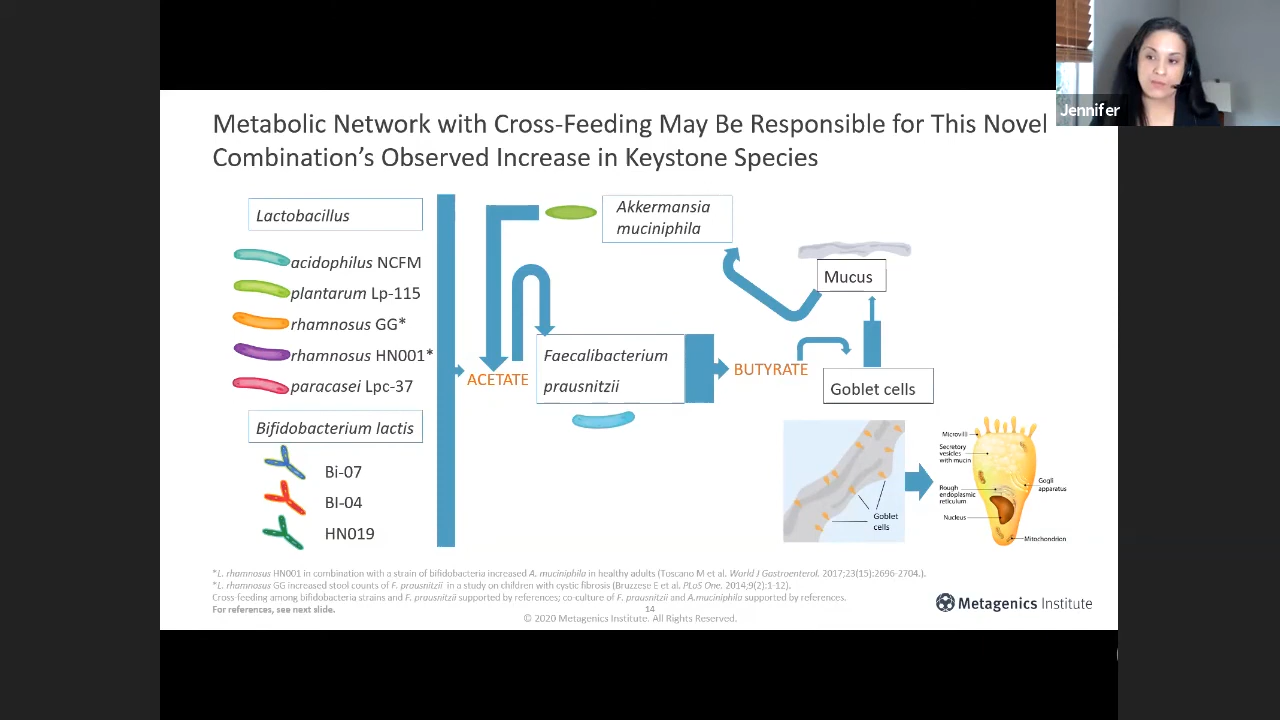 Jennifer
Metabolic Network with Cross-Feeding May Be Responsible for This Novel
Combination's Observed Increase in Keystone Species
Lactobacillus
acidophilus NCFM
plantarum Lp-115
rhamnosus GG*
rhamnosus HN001*
paracasei Lpc-37
Bifidobacterium lactis
Bi-07
BI-04
HN019
ACETATE
Akkermansia
muciniphila
Faecalibacterium
prausnitzii
BUTYRATE
Mucus
Goblet cells
Goblet
cells
Microvilli
Secretory
vesicles
with mucin
Rough
endoplasmic
reticulum
Nucleus
Gogli
apparatus
Mitochondrion
*L. rhamnosus HN001 in combination with a strain of bifidobacteria increased A. muciniphila in healthy adults (Toscano M et al. World J Gastroenterol. 2017;23(15):2696-2704.).
*L. rhamnosus GG increased stool counts of F. prausnitzii in a study on children with cystic fibrosis (Bruzzese E et al. PLoS One. 2014;9(2):1-12).
Cross-feeding among bifidobacteria strains and F. prausnitzii supported by references; co-culture of F. prausnitzii and A.muciniphila supported by references.
For references, see next slide.
14
© 2020 Metagenics Institute. All Rights Reserved.
Metagenics Institute